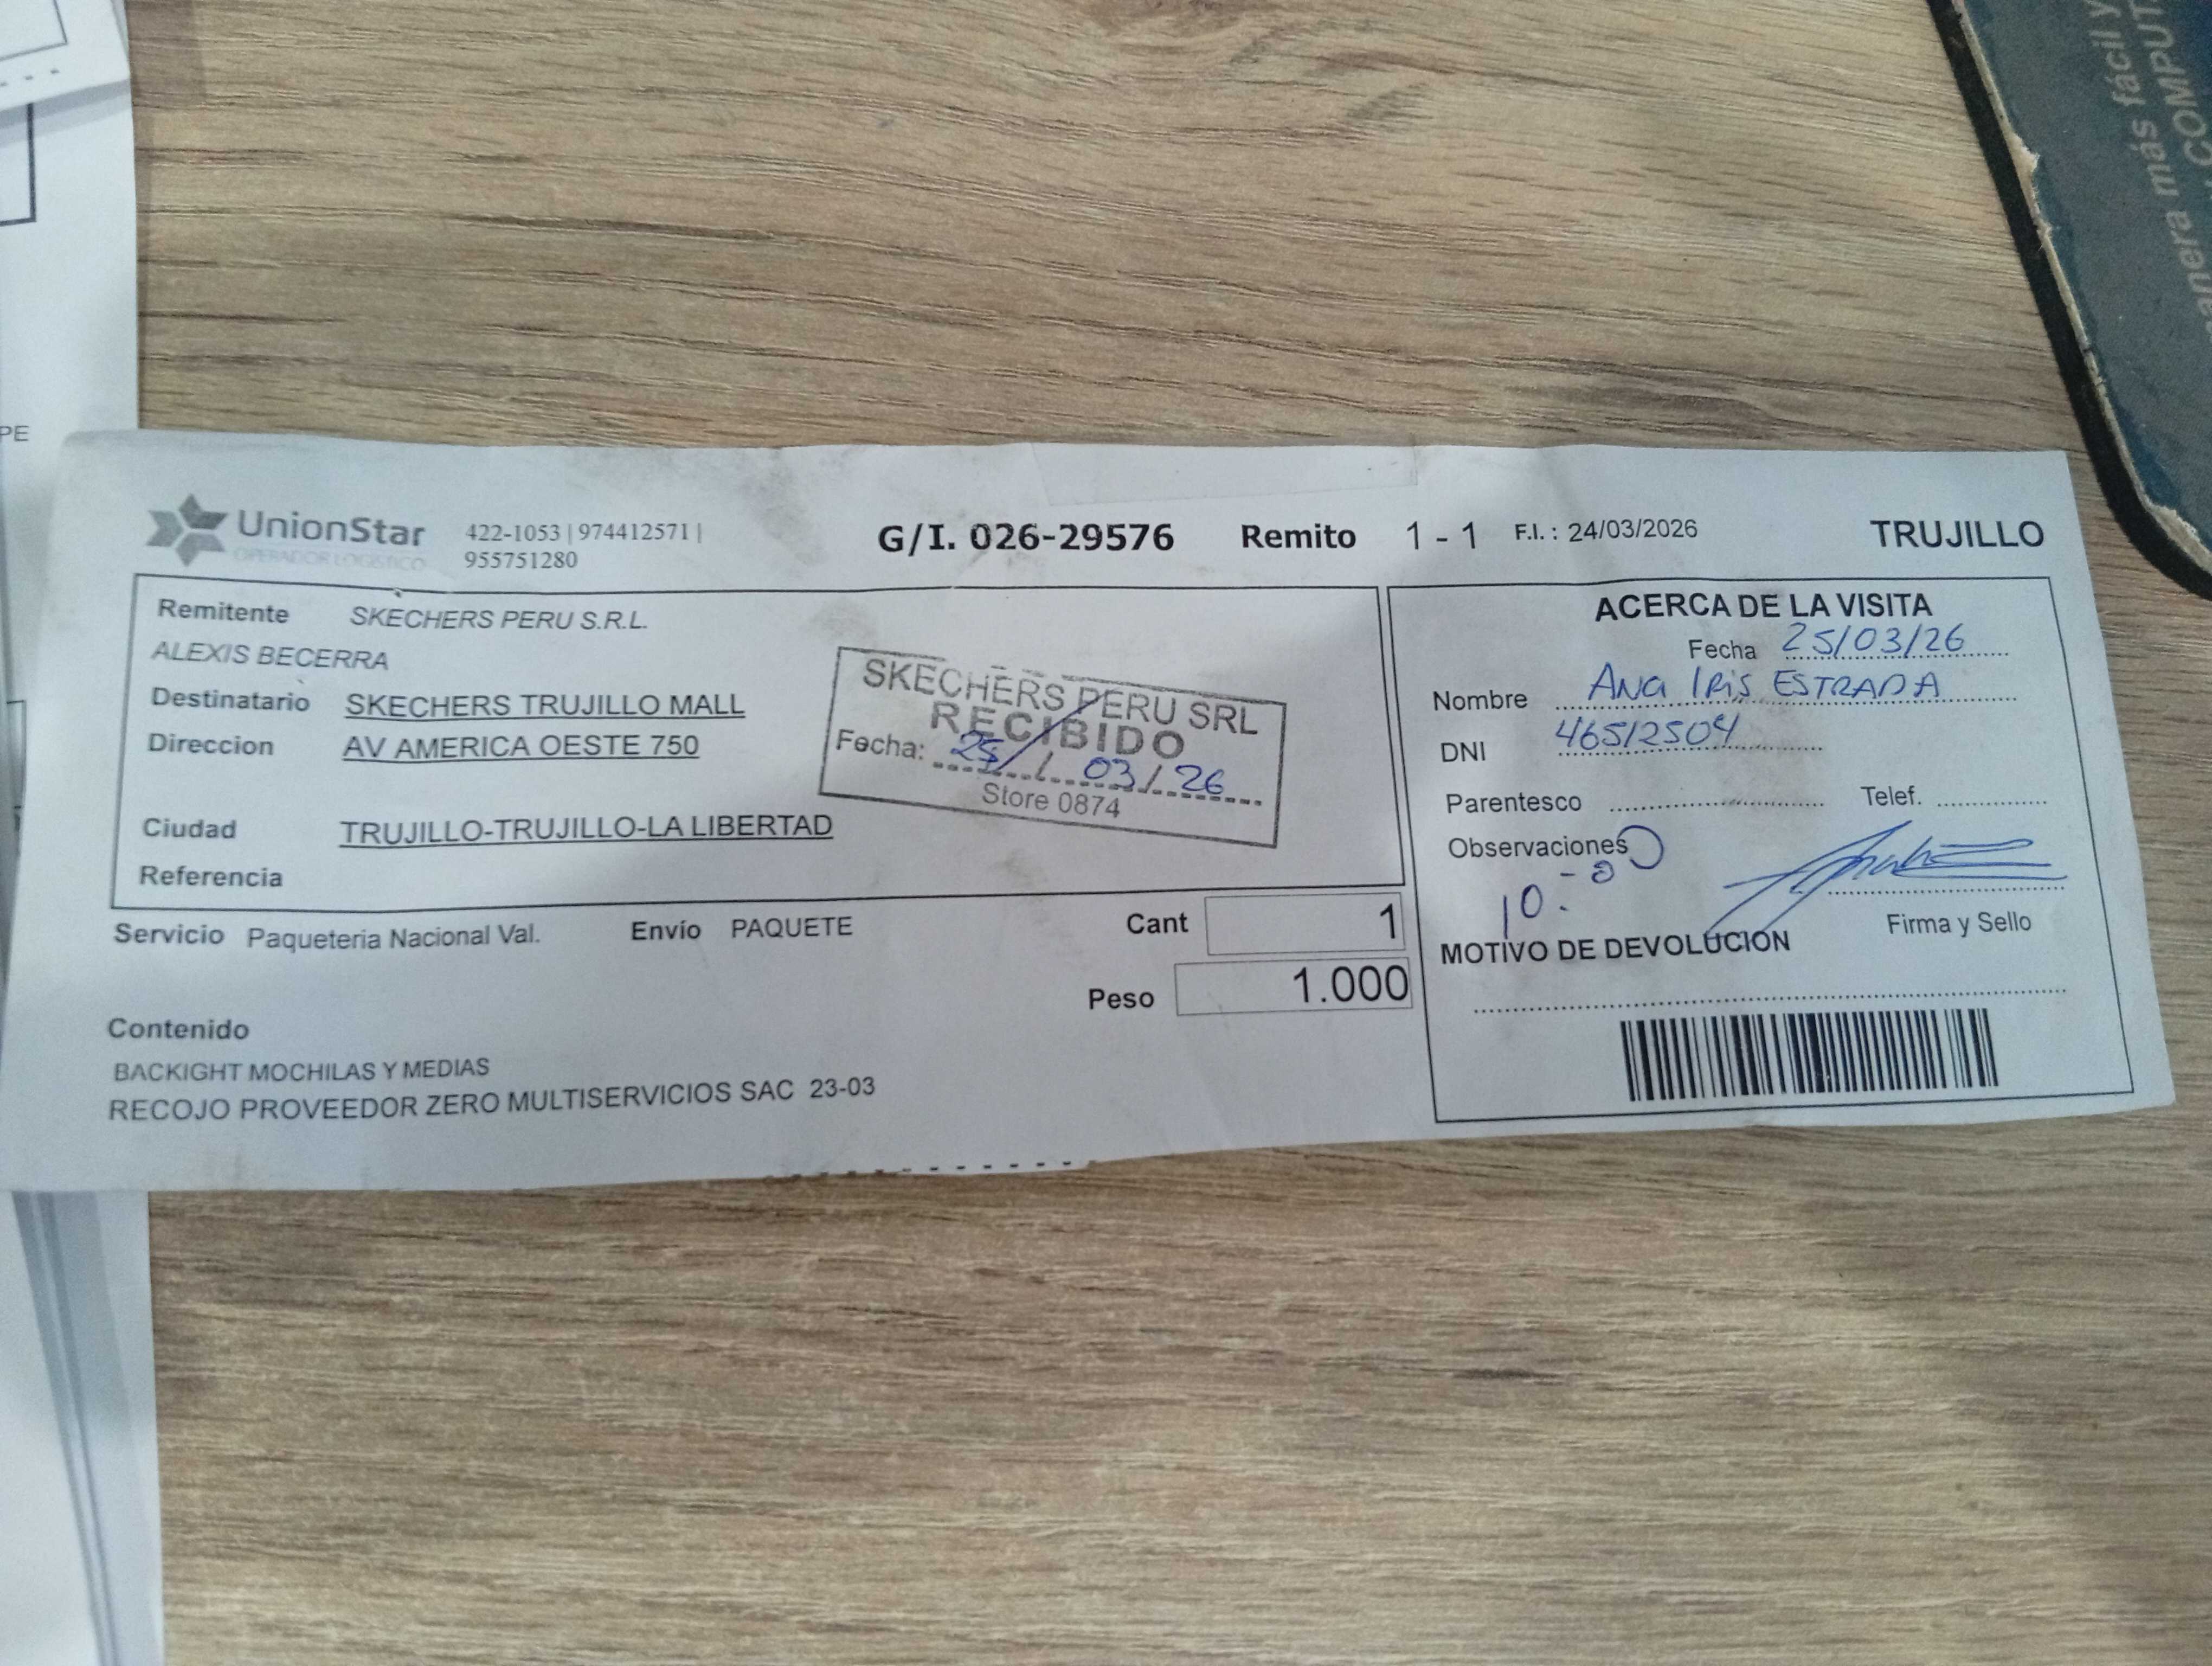 UnionStar
OPERADOR LOGISTICO
422-1053 | 974412571 |
955751280
G/I. 026-29576 Remito 1 - 1 F.I. : 24/03/2026 TRUJILLO
Remitente SKECHERS PERU S.R.L.
ALEXIS BECERRA
Destinatario SKECHERS TRUJILLO MALL
Direccion AV AMERICA OESTE 750
Ciudad TRUJILLO-TRUJILLO-LA LIBERTAD
Referencia
SKECHERS PERU SRL
RECIBIDO
Fecha: 25/03/26
Store 0874
Servicio Paqueteria Nacional Val. Envío PAQUETE Cant 1
Peso 1.000
Contenido
BACKIGHT MOCHILAS Y MEDIAS
RECOJO PROVEEDOR ZERO MULTISERVICIOS SAC 23-03
ACERCA DE LA VISITA
Fecha 25/03/26
Nombre Ana Iris ESTRADA
DNI 46512504
Parentesco Telef.
Observaciones
Firma y Sello
MOTIVO DE DEVOLUCION
PE
anera más fácil y
COMPUT